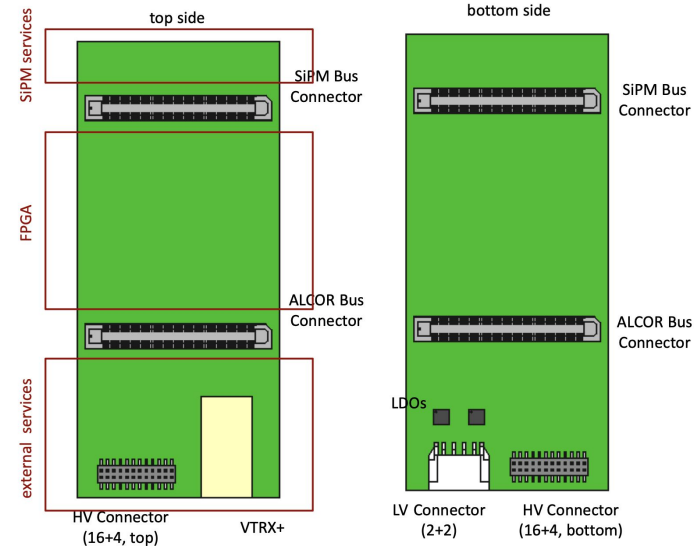 top side
SiPM services
SiPM Bus
Connector
FPGA
ALCOR Bus
Connector
external services
HV Connector
(16+4, top)
VTRX+
bottom side
SiPM Bus
Connector
ALCOR Bus
Connector
LDOs
LV Connector
(2+2)
HV Connector
(16+4, bottom)